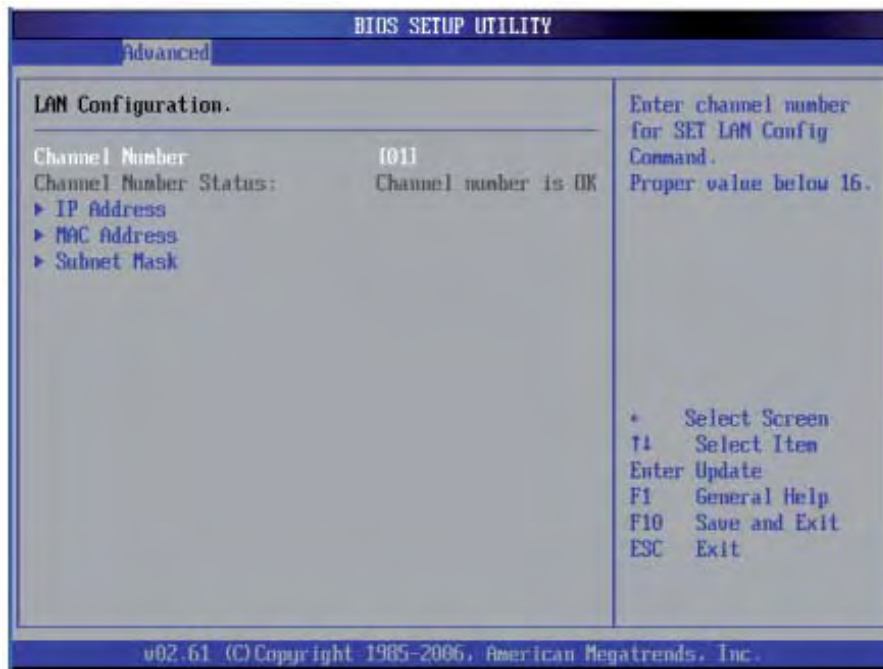 BIOS SETUP UTILITY
Advanced
LAN Configuration.
Channel Number [01]
Channel Number Status: Channel number is OK
▶ IP Address
▶ MAC Address
▶ Subnet Mask
Enter channel number
for SET LAN Config
Command.
Proper value below 16.
← Select Screen
↑↓ Select Item
Enter Update
F1 General Help
F10 Save and Exit
ESC Exit
v02.61 (C)Copyright 1985-2006, American Megatrends, Inc.